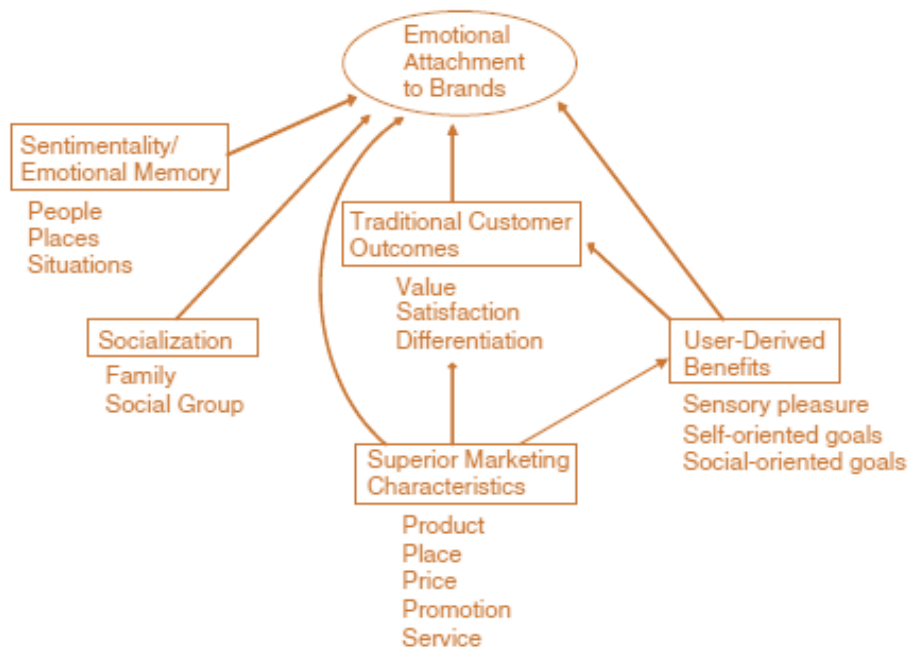 Emotional
Attachment
to Brands
Sentimentality/
Emotional Memory
People
Places
Situations
Traditional Customer
Outcomes
Value
Satisfaction
Differentiation
Socialization
Family
Social Group
User-Derived
Benefits
Sensory pleasure
Self-oriented goals
Social-oriented goals
Superior Marketing
Characteristics
Product
Place
Price
Promotion
Service